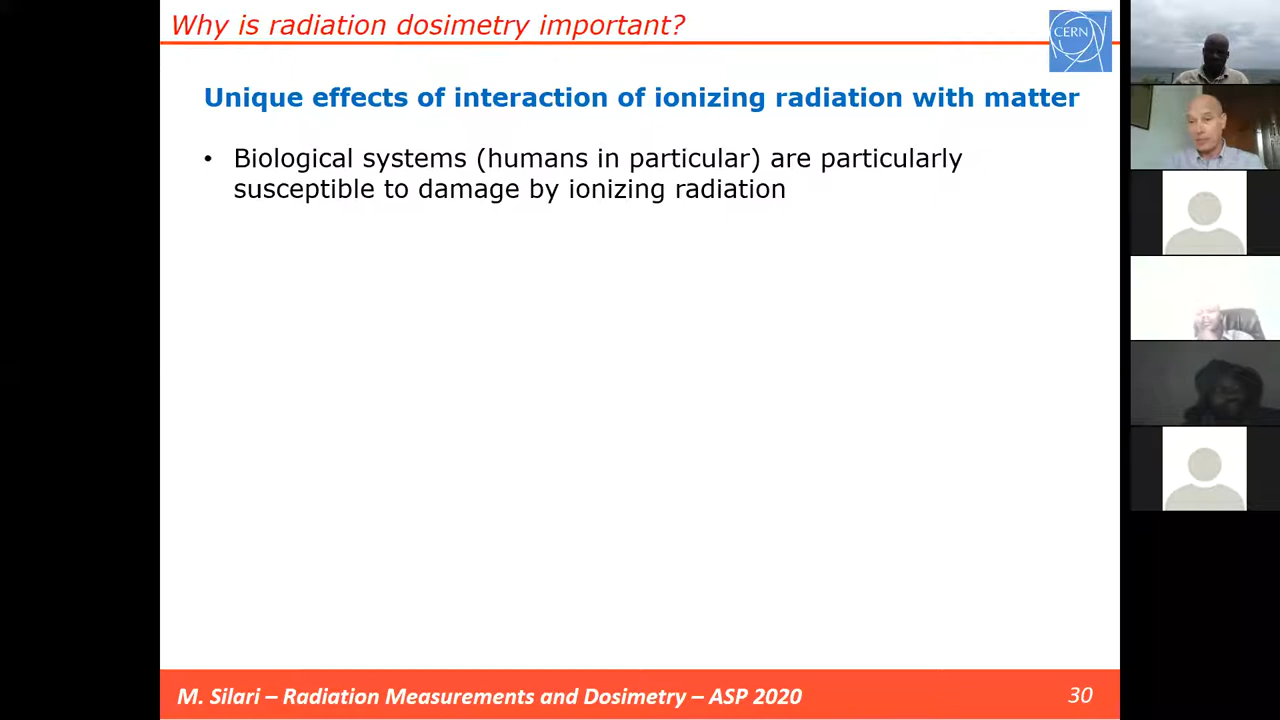 Why is radiation dosimetry important?
CERN
Unique effects of interaction of ionizing radiation with matter
• Biological systems (humans in particular) are particularly
susceptible to damage by ionizing radiation
M. Silari – Radiation Measurements and Dosimetry – ASP 2020
30